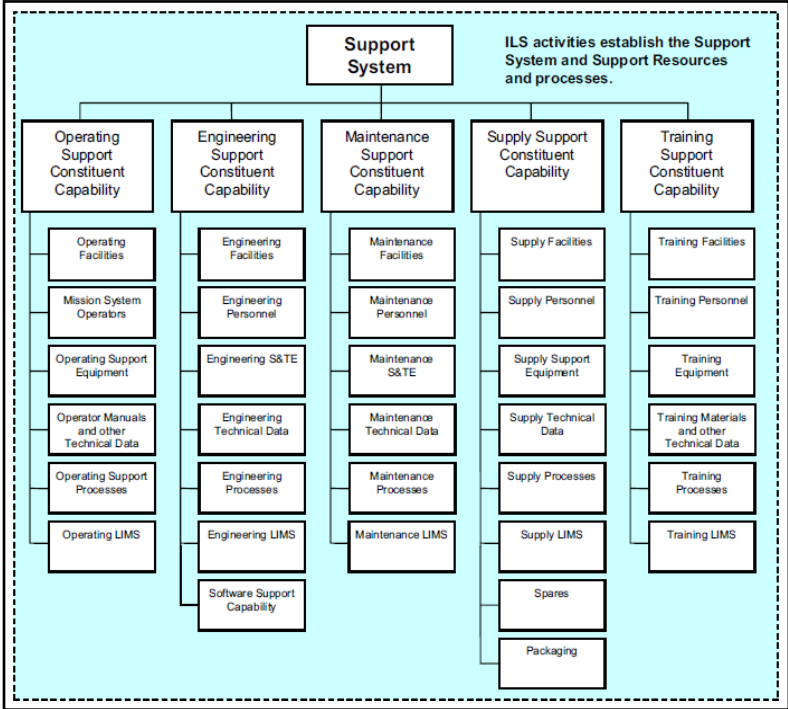 Support
System
ILS activities establish the Support
System and Support Resources
and processes.
Operating
Support
Constituent
Capability
Engineering
Support
Constituent
Capability
Maintenance
Support
Constituent
Capability
Supply Support
Constituent
Capability
Training
Support
Constituent
Capability
Operating
Facilities
Mission System
Operators
Operating Support
Equipment
Operator Manuals
and other
Technical Data
Operating Support
Processes
Operating LIMS
Engineering
Facilities
Engineering
Personnel
Engineering S&TE
Engineering
Technical Data
Engineering
Processes
Engineering LIMS
Software Support
Capability
Maintenance
Facilities
Maintenance
Personnel
Maintenance
S&TE
Maintenance
Technical Data
Maintenance
Processes
Maintenance LIMS
Supply Facilities
Supply Personnel
Supply Support
Equipment
Supply Technical
Data
Supply Processes
Supply LIMS
Spares
Packaging
Training Facilities
Training Personnel
Training
Equipment
Training Materials
and other
Technical Data
Training
Processes
Training LIMS